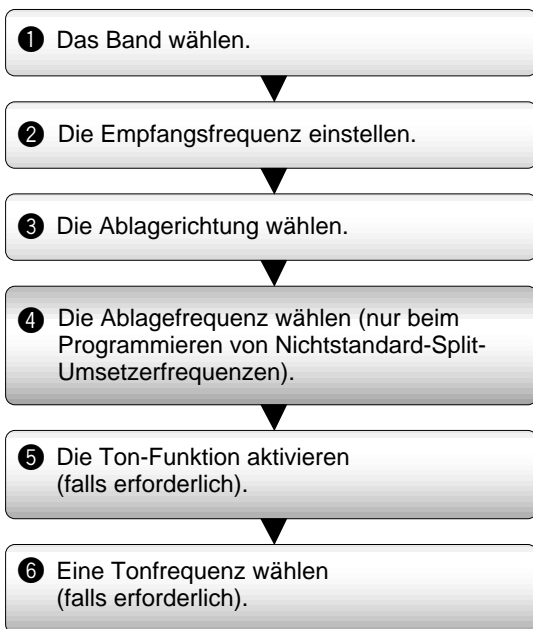 ❶ Das Band wählen.
❷ Die Empfangsfrequenz einstellen.
❸ Die Ablagerichtung wählen.
❹ Die Ablagefrequenz wählen (nur beim
Programmieren von Nichtstandard-Split-
Umsetzerfrequenzen).
❺ Die Ton-Funktion aktivieren
(falls erforderlich).
❻ Eine Tonfrequenz wählen
(falls erforderlich).